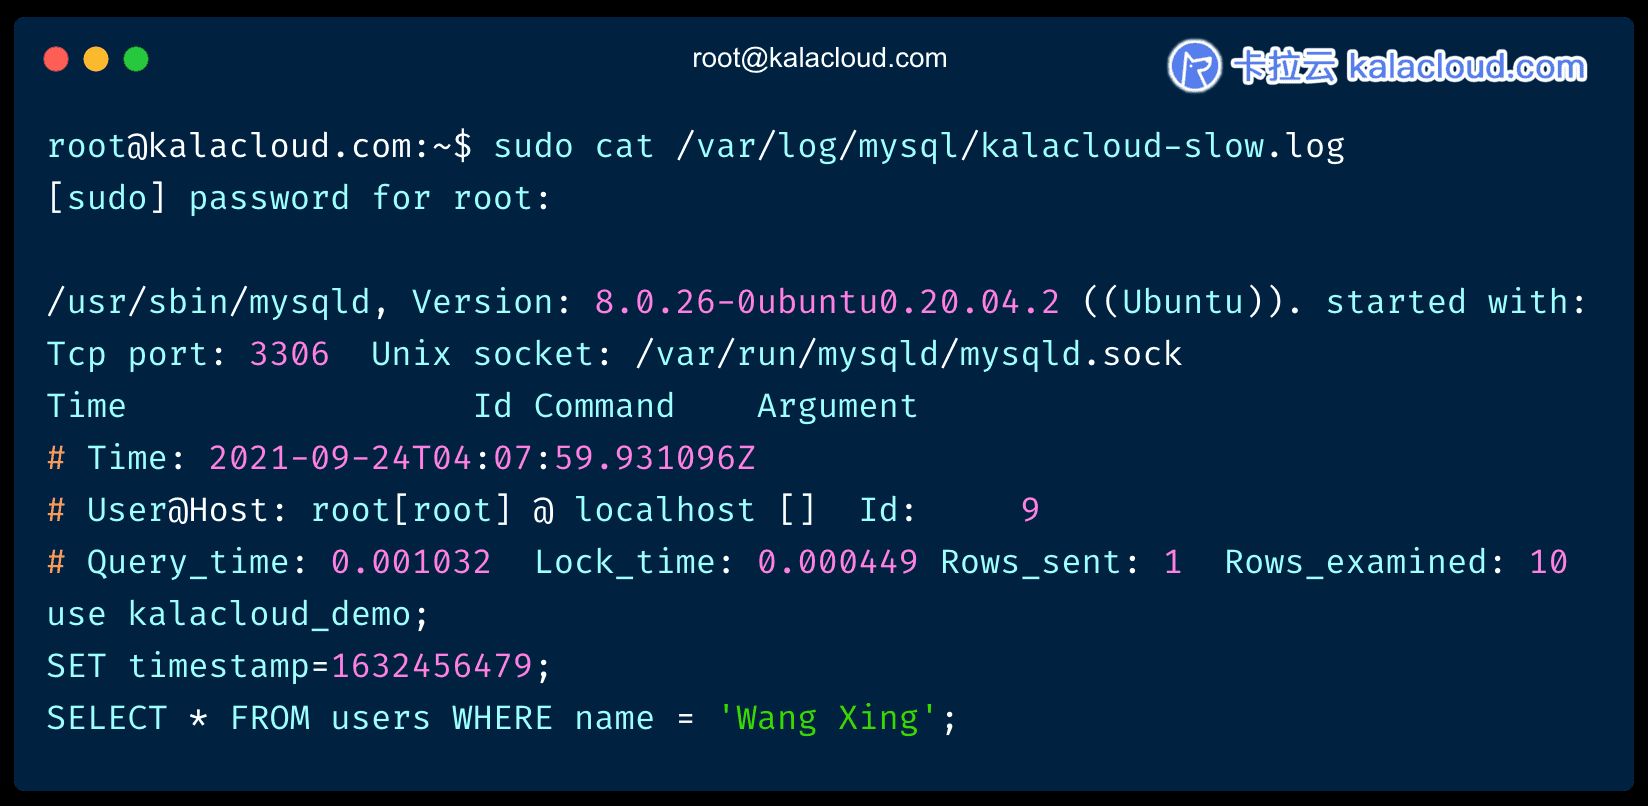 root@kalacloud.com
卡拉云 kalacloud.com
root@kalacloud.com:~$ sudo cat /var/log/mysql/kalacloud-slow.log
[sudo] password for root:
/usr/sbin/mysqld, Version: 8.0.26-0ubuntu0.20.04.2 ((Ubuntu)). started with:
Tcp port: 3306  Unix socket: /var/run/mysqld/mysqld.sock
Time                 Id Command    Argument
# Time: 2021-09-24T04:07:59.931096Z
# User@Host: root[root] @ localhost []  Id:     9
# Query_time: 0.001032  Lock_time: 0.000449 Rows_sent: 1  Rows_examined: 10
use kalacloud_demo;
SET timestamp=1632456479;
SELECT * FROM users WHERE name = 'Wang Xing';